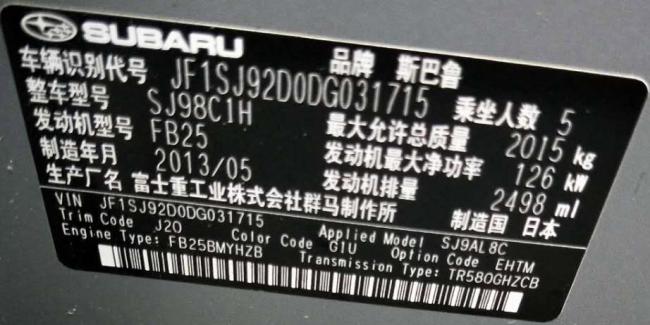 SUBARU 品牌 斯巴鲁
车辆识别代号 JF1SJ92D0DG031715 乘坐人数 5
整车型号 SJ98C1H 最大允许总质量 2015 kg
发动机型号 FB25 发动机最大净功率 126 kW
制造年月 2013/05 发动机排量 2498 ml
生产厂名 富士重工业株式会社群马制作所 制造国 日本
VIN JF1SJ92D0DG031715 Applied Model SJ9AL8C
Trim Code J20 Color Code G1U Option Code EHTM
Engine Type: FB25BMYHZB Transmission Type: TR580GHZCB